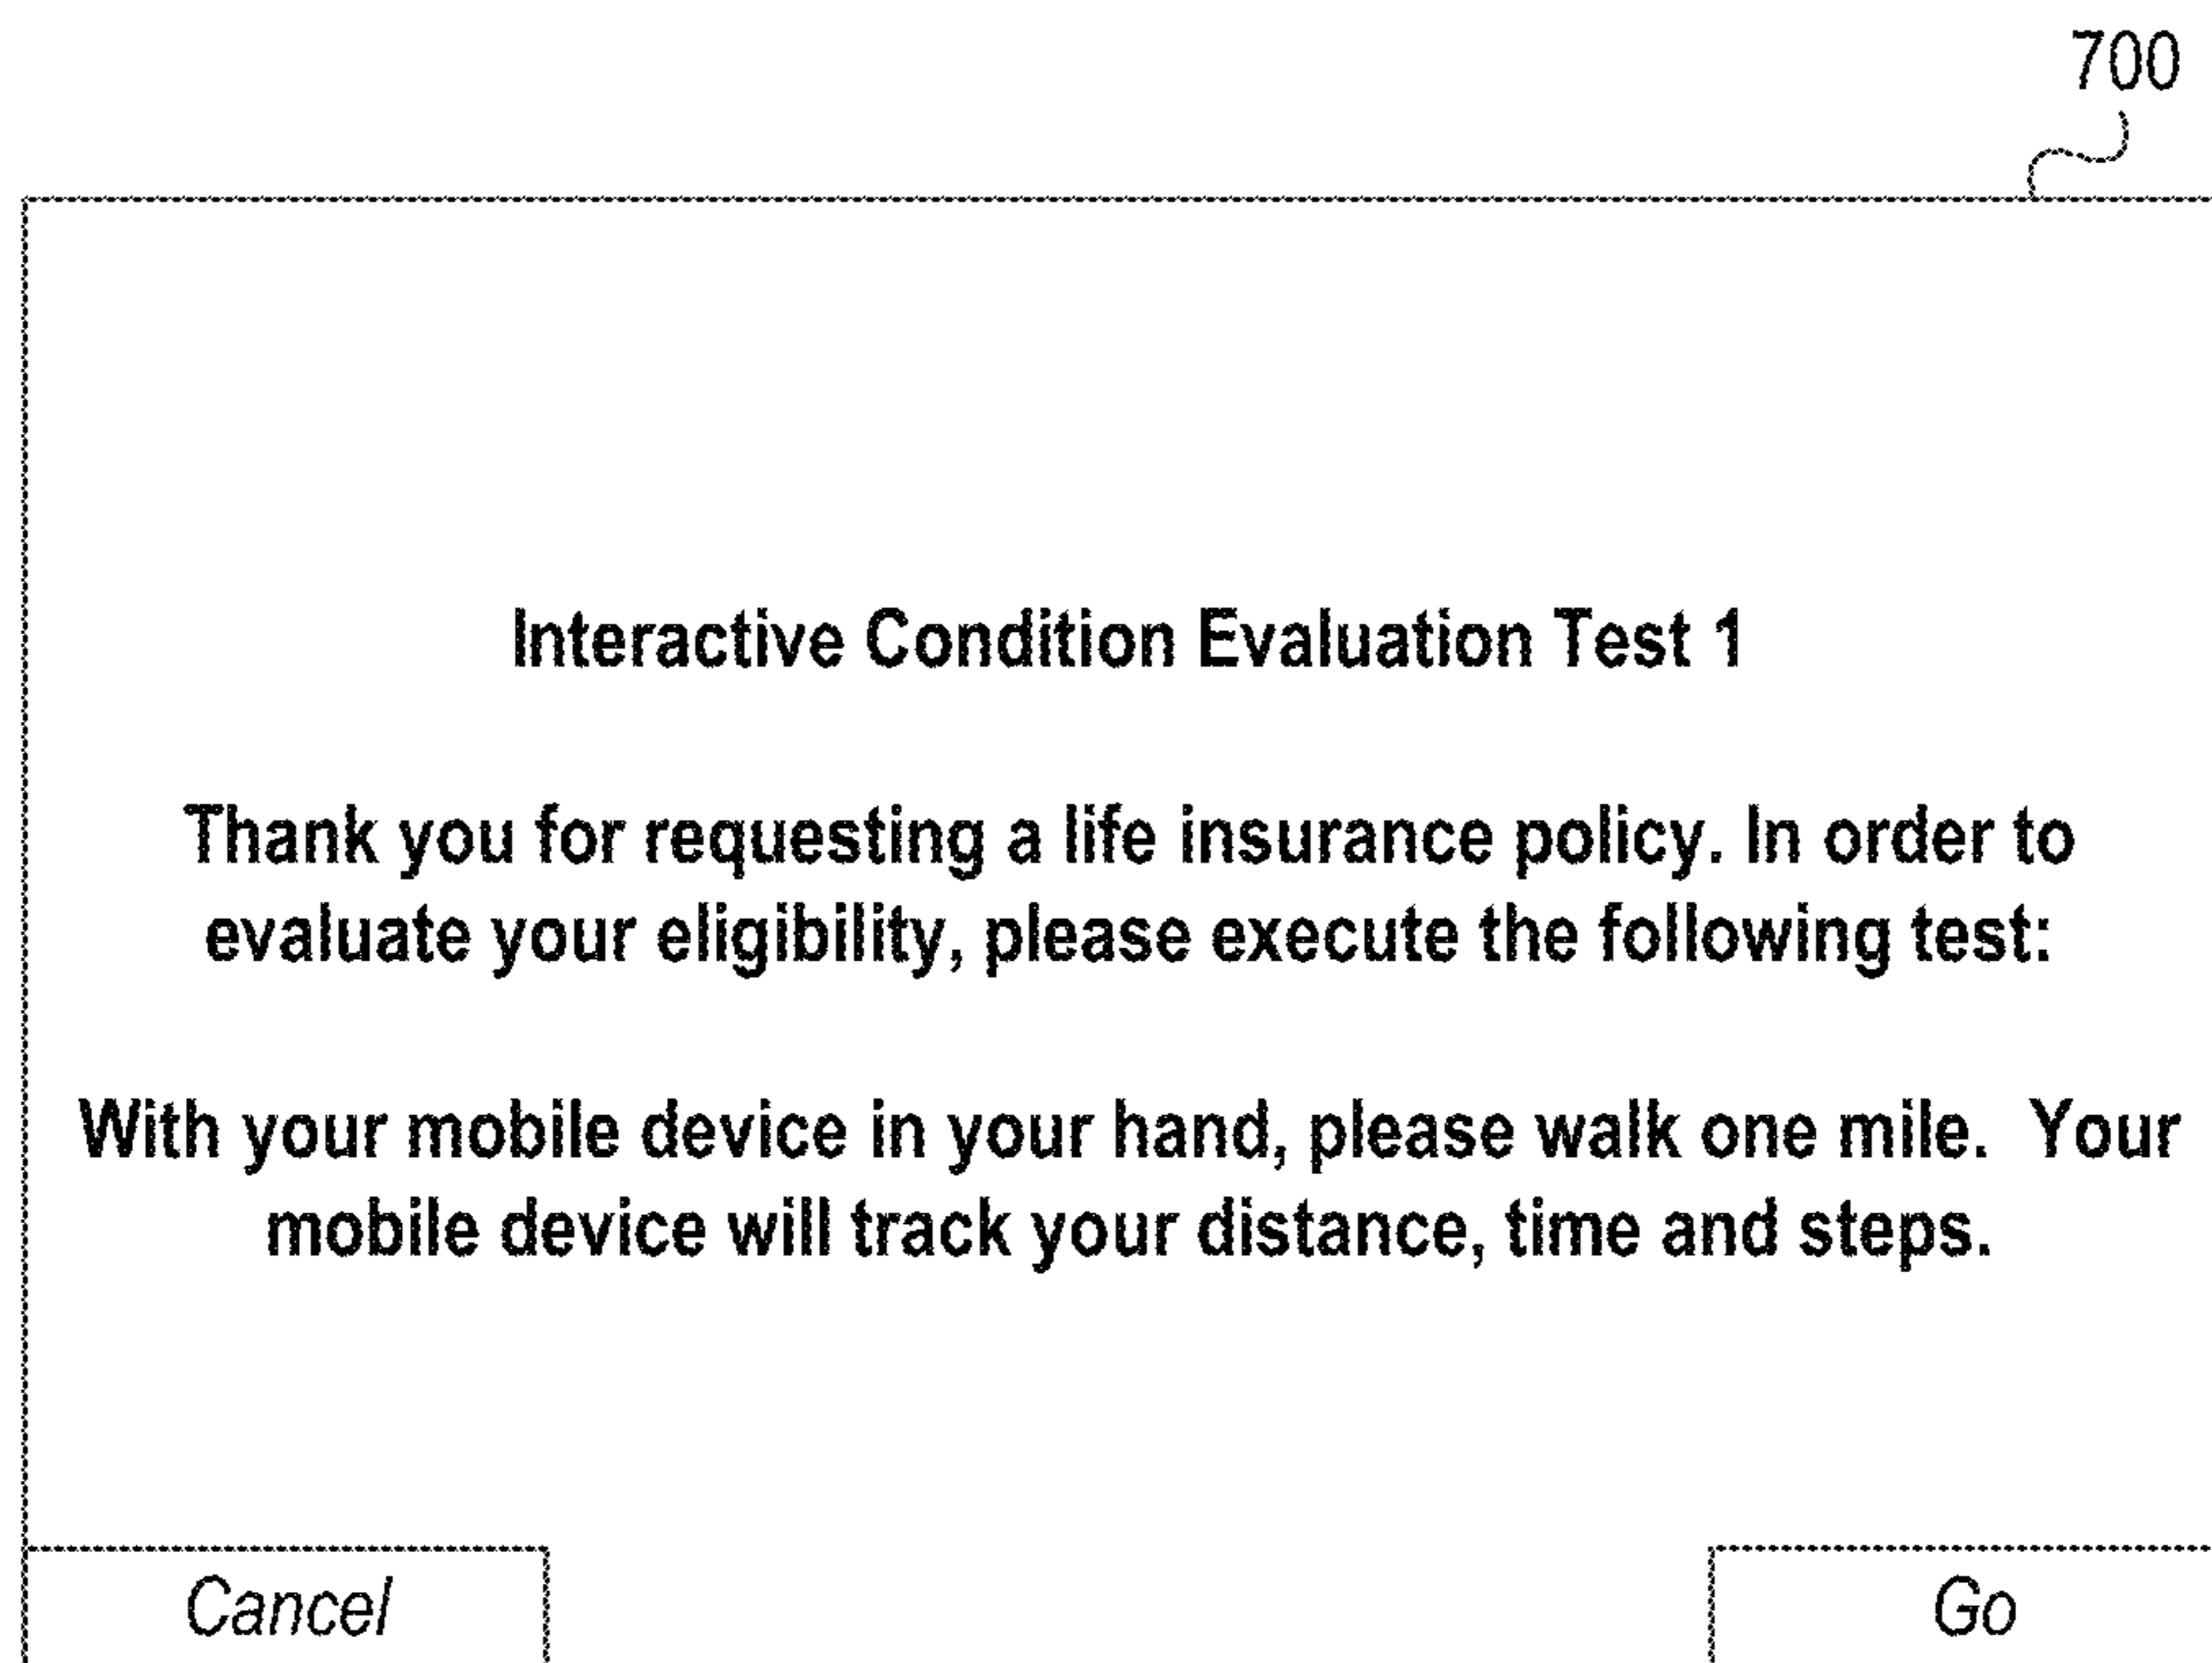 700
Interactive Condition Evaluation Test 1
Thank you for requesting a life insurance policy. In order to
evaluate your eligibility, please execute the following test:
With your mobile device in your hand, please walk one mile.  Your
mobile device will track your distance, time and steps.
Cancel
Go